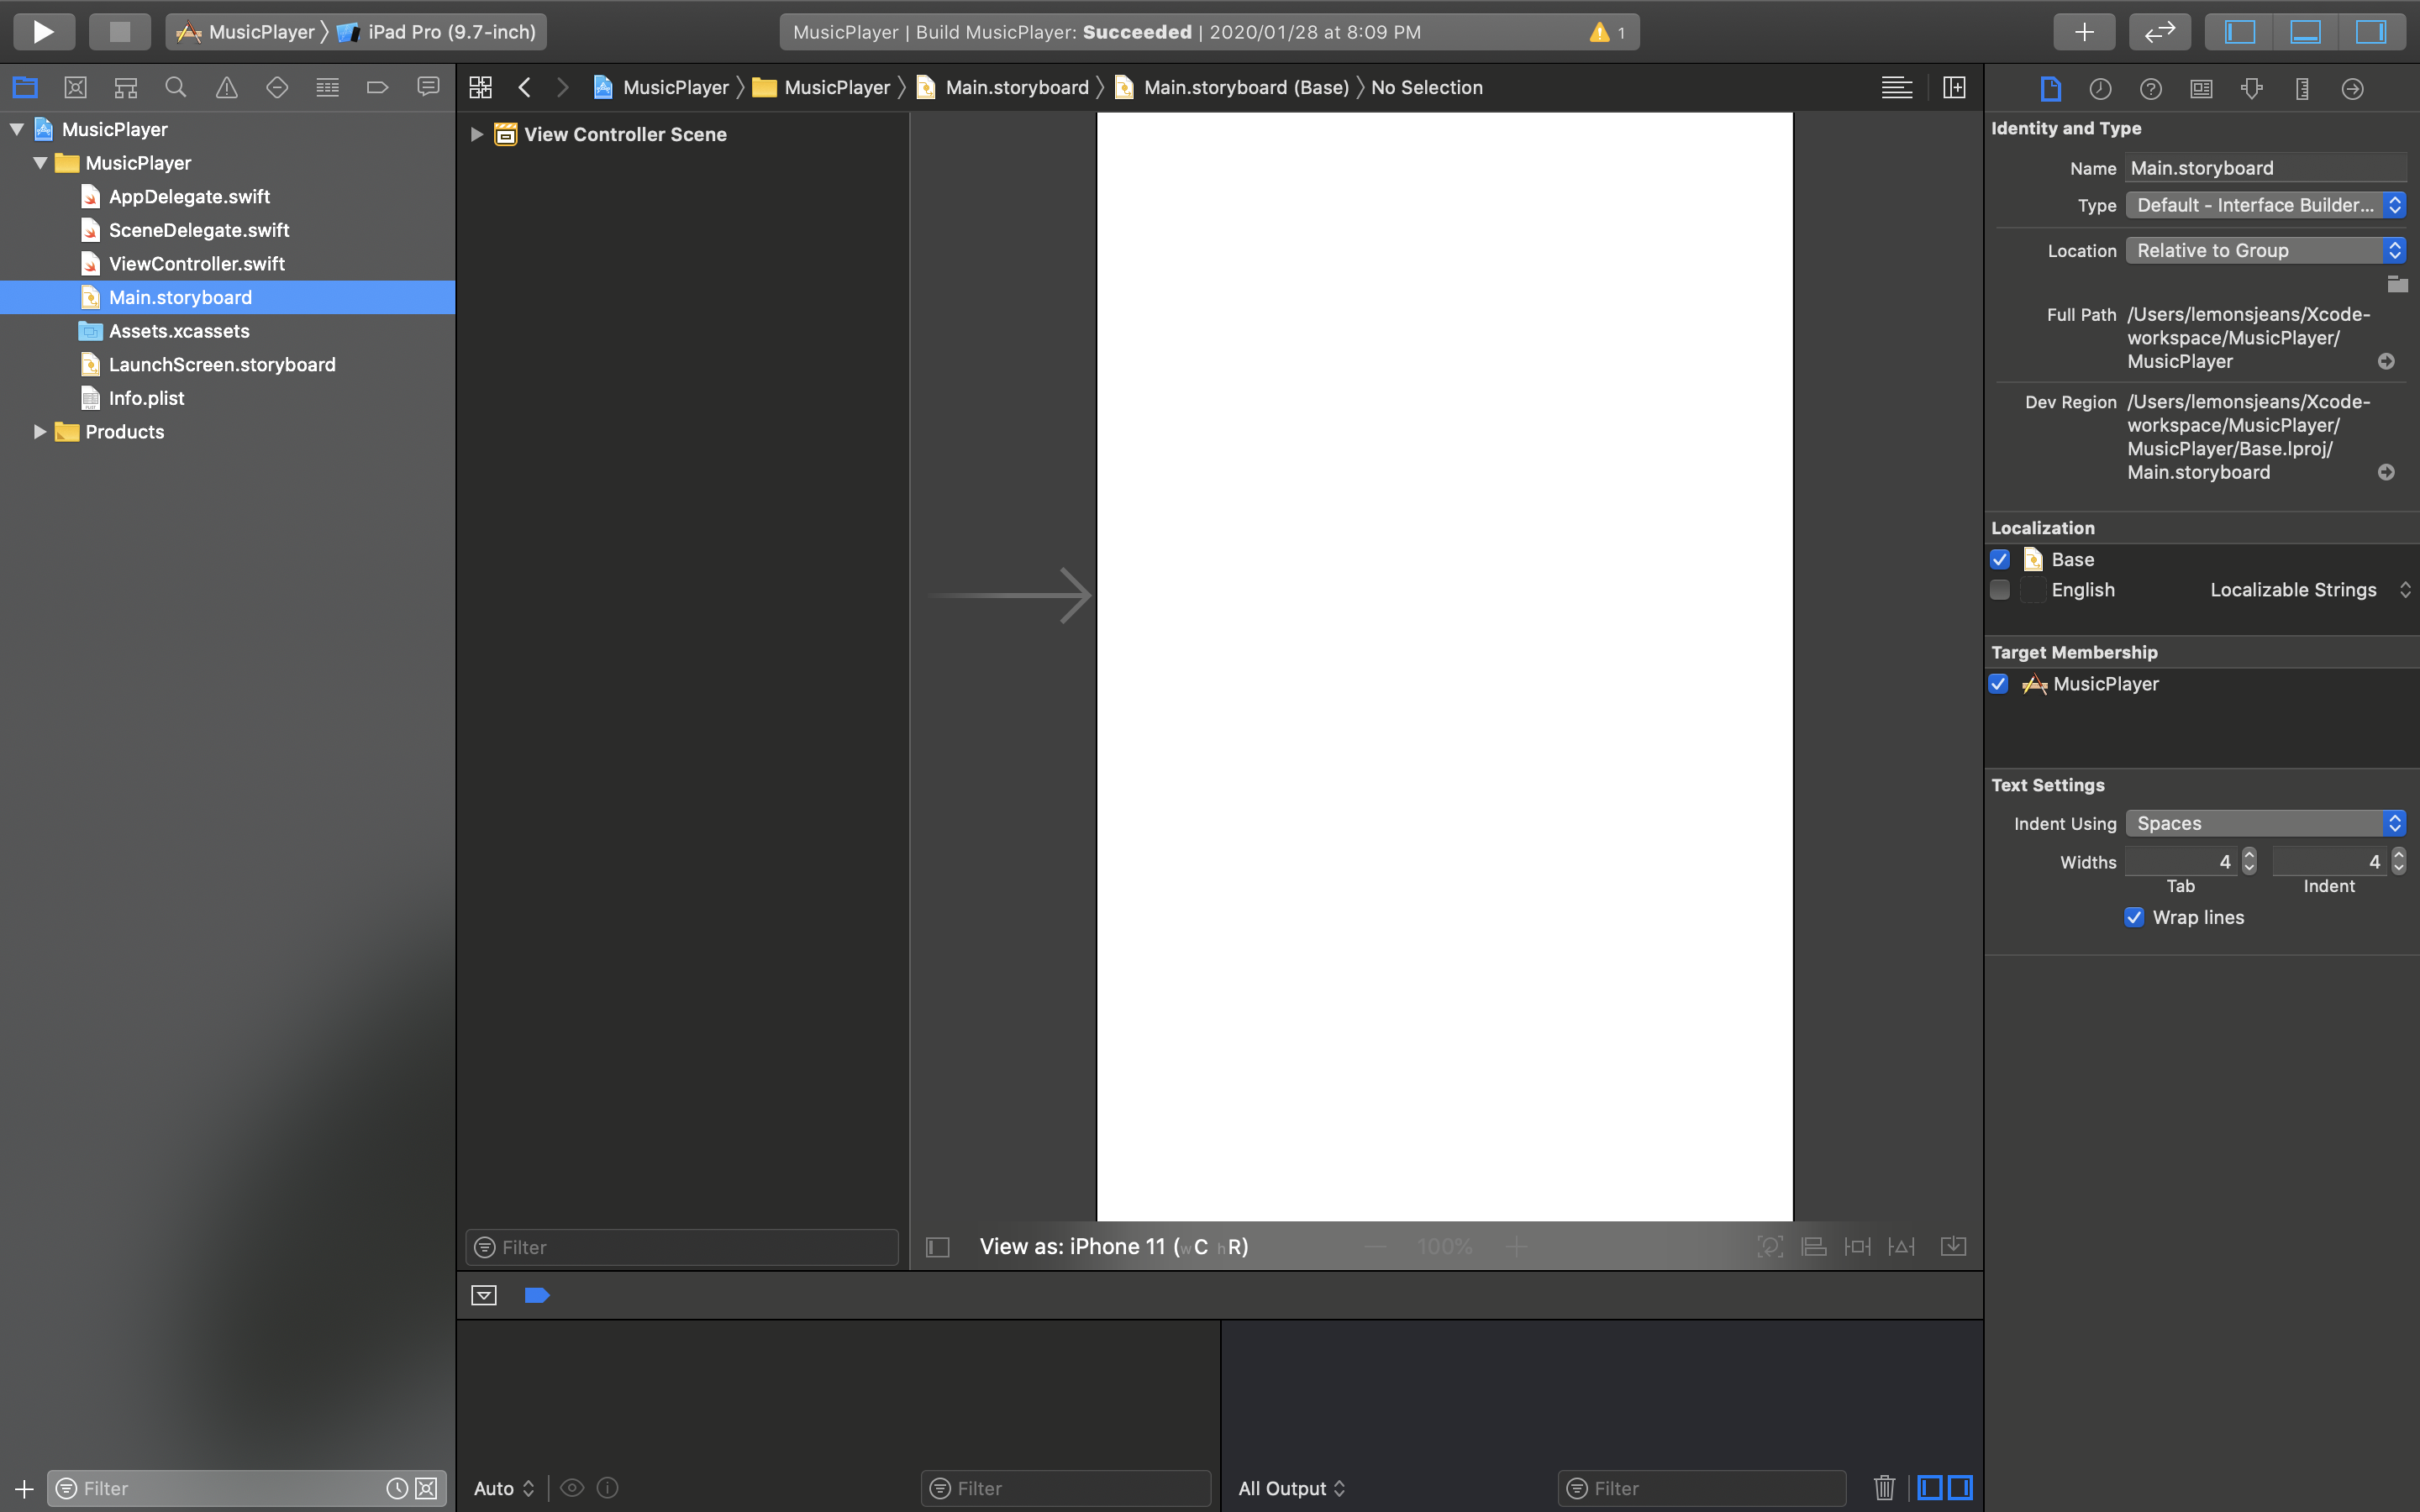 MusicPlayer 〉 iPad Pro (9.7-inch)
MusicPlayer | Build MusicPlayer: Succeeded | 2020/01/28 at 8:09 PM
1
MusicPlayer
MusicPlayer
AppDelegate.swift
SceneDelegate.swift
ViewController.swift
Main.storyboard
Assets.xcassets
LaunchScreen.storyboard
Info.plist
Products
Filter
MusicPlayer 〉 MusicPlayer 〉 Main.storyboard 〉 Main.storyboard (Base) 〉 No Selection
View Controller Scene
Filter
View as: iPhone 11 (wC hR)
100%
Auto
Filter
All Output
Filter
Identity and Type
Name Main.storyboard
Type Default - Interface Builder...
Location Relative to Group
Full Path /Users/lemonsjeans/Xcode-
workspace/MusicPlayer/
MusicPlayer
Dev Region /Users/lemonsjeans/Xcode-
workspace/MusicPlayer/
MusicPlayer/Base.lproj/
Main.storyboard
Localization
Base
English Localizable Strings
Target Membership
MusicPlayer
Text Settings
Indent Using Spaces
Widths 4 4
Tab Indent
Wrap lines